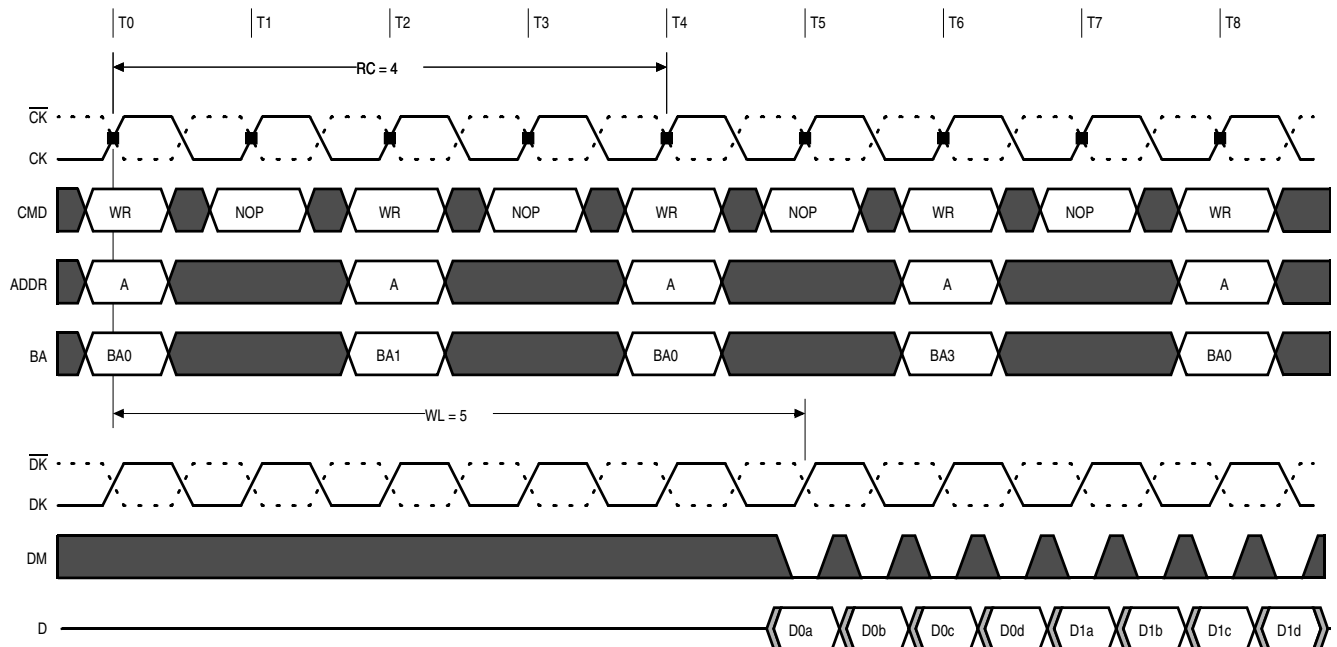 T0 T1 T2 T3 T4 T5 T6 T7 T8
RC = 4
CK
CK
CMD WR NOP WR NOP WR NOP WR NOP WR
ADDR A A A A A
BA BA0 BA1 BA0 BA3 BA0
WL = 5
DK
DK
DM
D D0a D0b D0c D0d D1a D1b D1c D1d